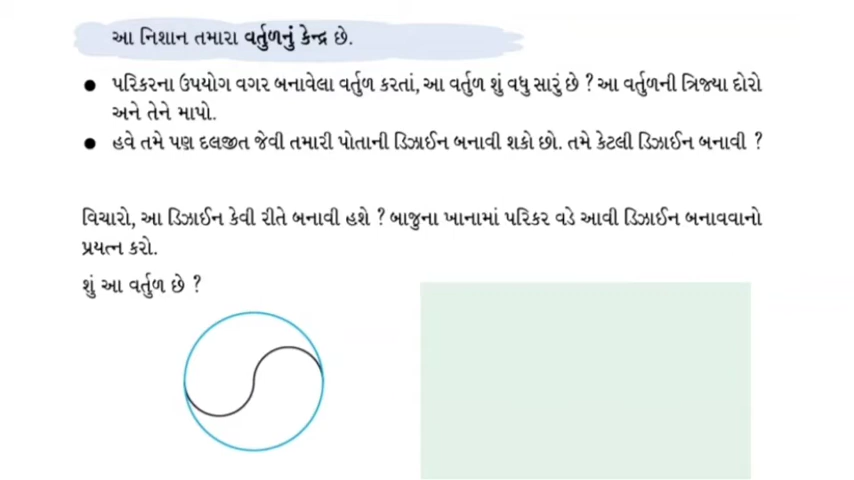 આ નિશાન તમારા વર્તુળનું કેન્દ્ર છે.
● પરિકરના ઉપયોગ વગર બનાવેલા વર્તુળ કરતાં, આ વર્તુળ શું વધુ સારું છે ? આ વર્તુળની ત્રિજ્યા દોરો
અને તેને માપો.
● હવે તમે પણ દલજીત જેવી તમારી પોતાની ડિઝાઈન બનાવી શકો છો. તમે કેટલી ડિઝાઈન બનાવી ?
વિચારો, આ ડિઝાઈન કેવી રીતે બનાવી હશે ? બાજુના ખાનામાં પરિકર વડે આવી ડિઝાઈન બનાવવાનો
પ્રયત્ન કરો.
શું આ વર્તુળ છે ?